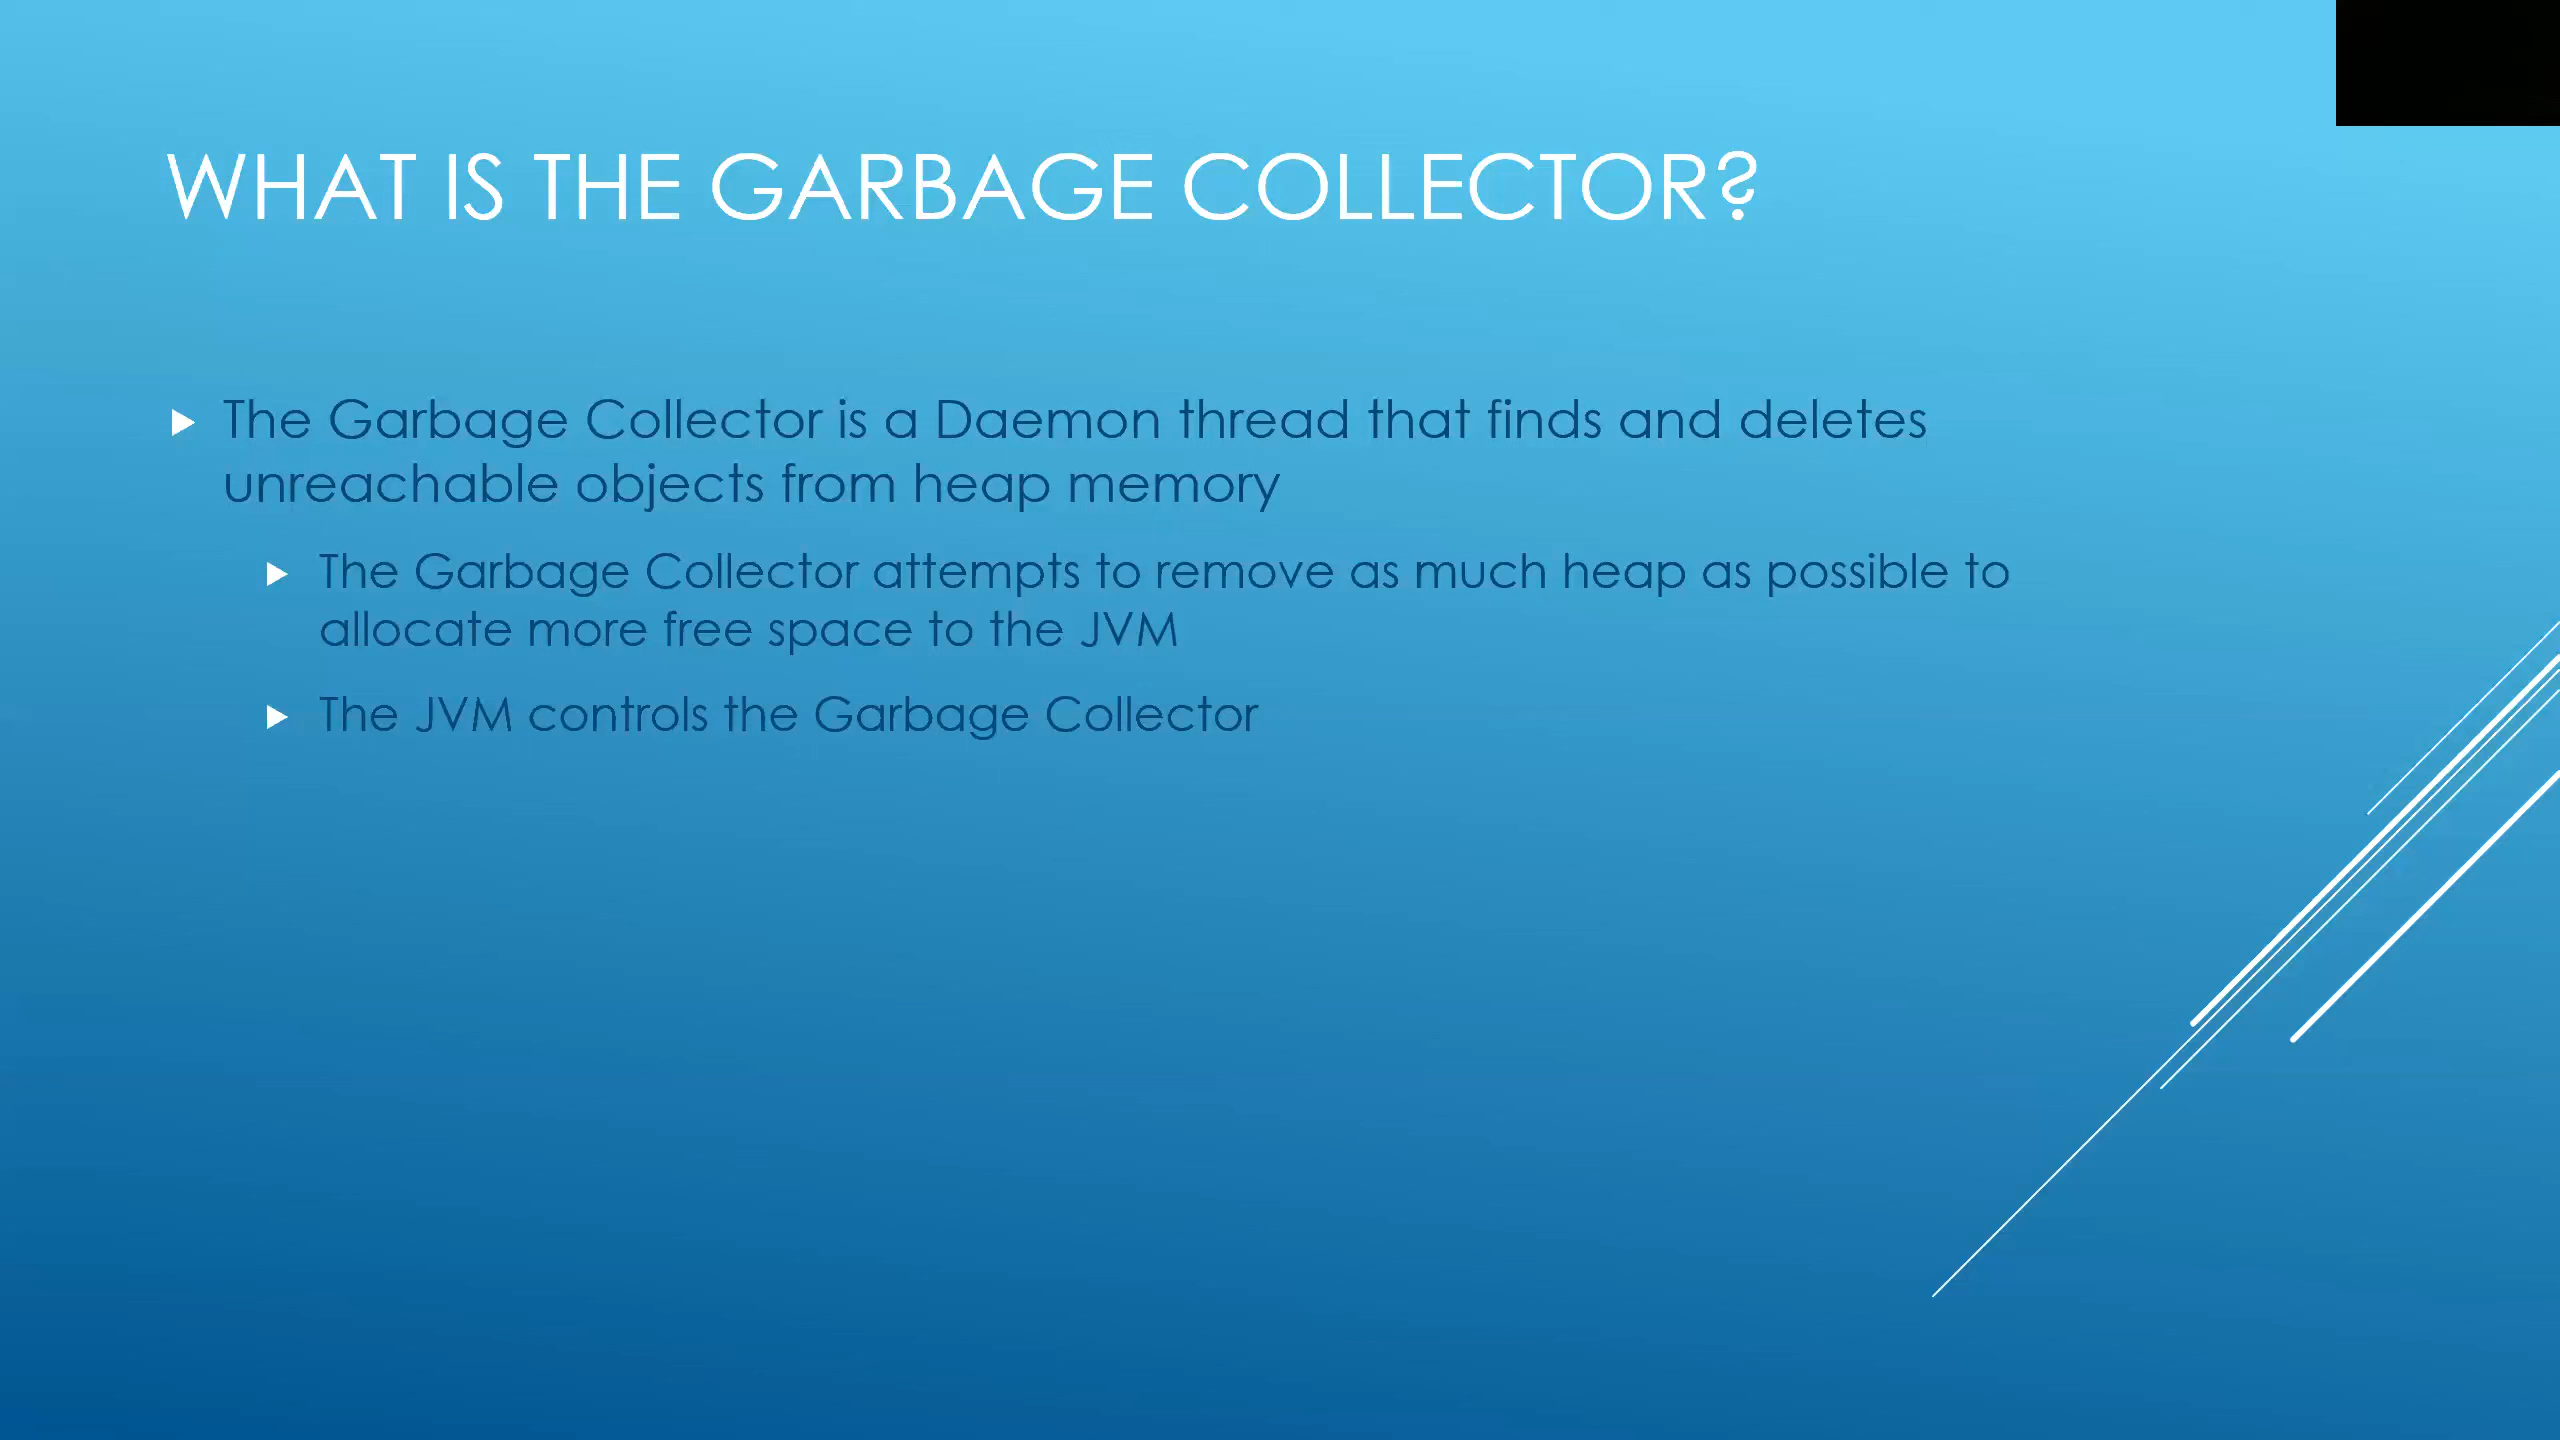 WHAT IS THE GARBAGE COLLECTOR?
The Garbage Collector is a Daemon thread that finds and deletes
unreachable objects from heap memory
The Garbage Collector attempts to remove as much heap as possible to
allocate more free space to the JVM
The JVM controls the Garbage Collector